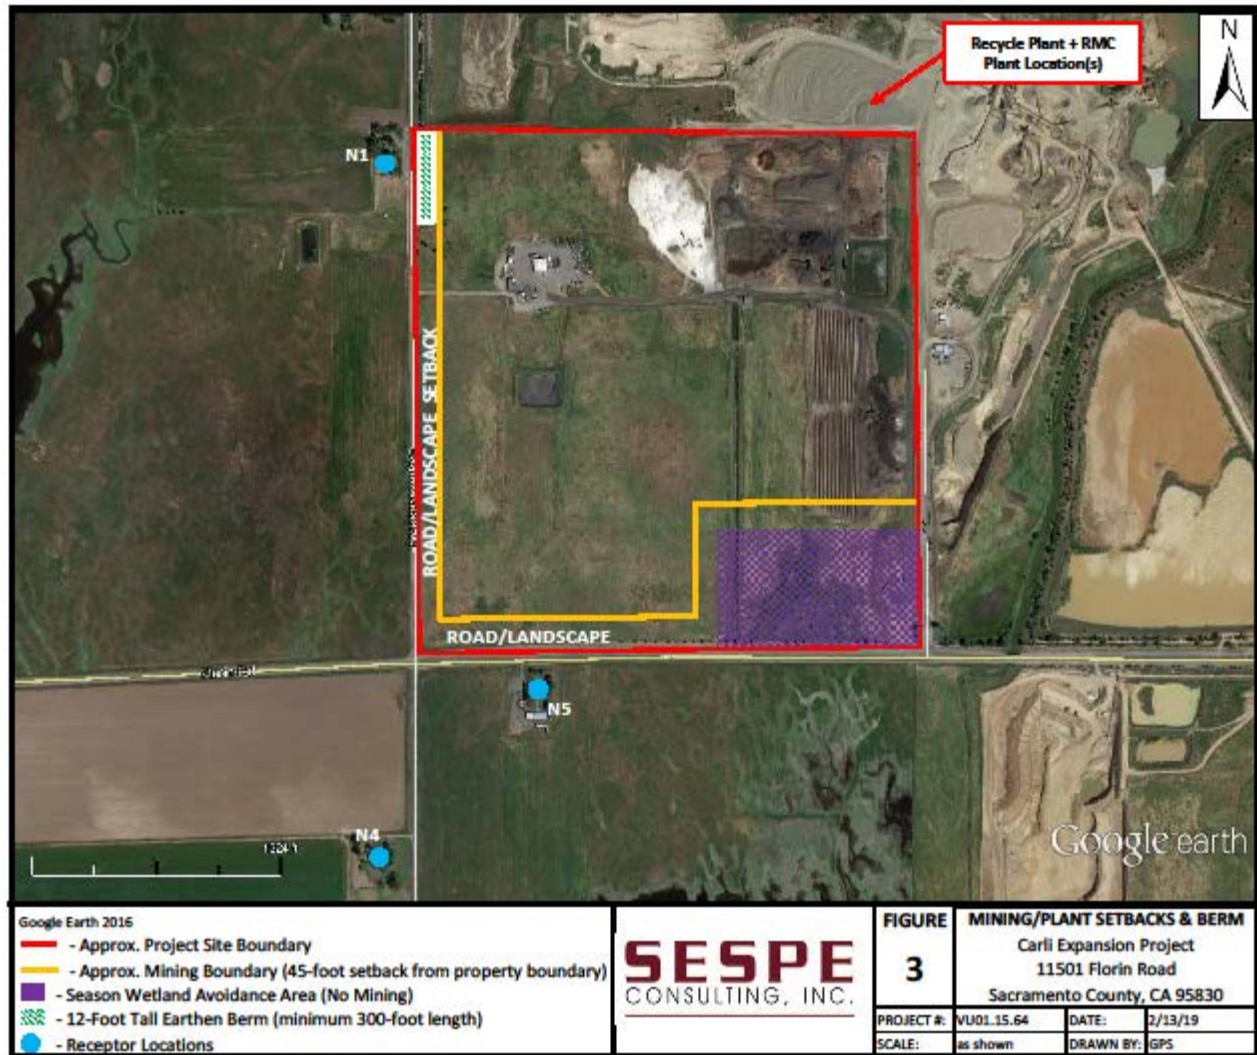 N
Recycle Plant + RMC
Plant Location(s)
N1
ROAD/LANDSCAPE SETBACK
ROAD/LANDSCAPE
N5
N4
Google earth
Google Earth 2016
- Approx. Project Site Boundary
- Approx. Mining Boundary (45-foot setback from property boundary)
- Season Wetland Avoidance Area (No Mining)
- 12-Foot Tall Earthen Berm (minimum 300-foot length)
- Receptor Locations
SESPE
CONSULTING, INC.
FIGURE
3
MINING/PLANT SETBACKS & BERM
Carli Expansion Project
11501 Florin Road
Sacramento County, CA 95830
PROJECT #: VU01.15.64 DATE: 2/13/19
SCALE: as shown DRAWN BY: GPS